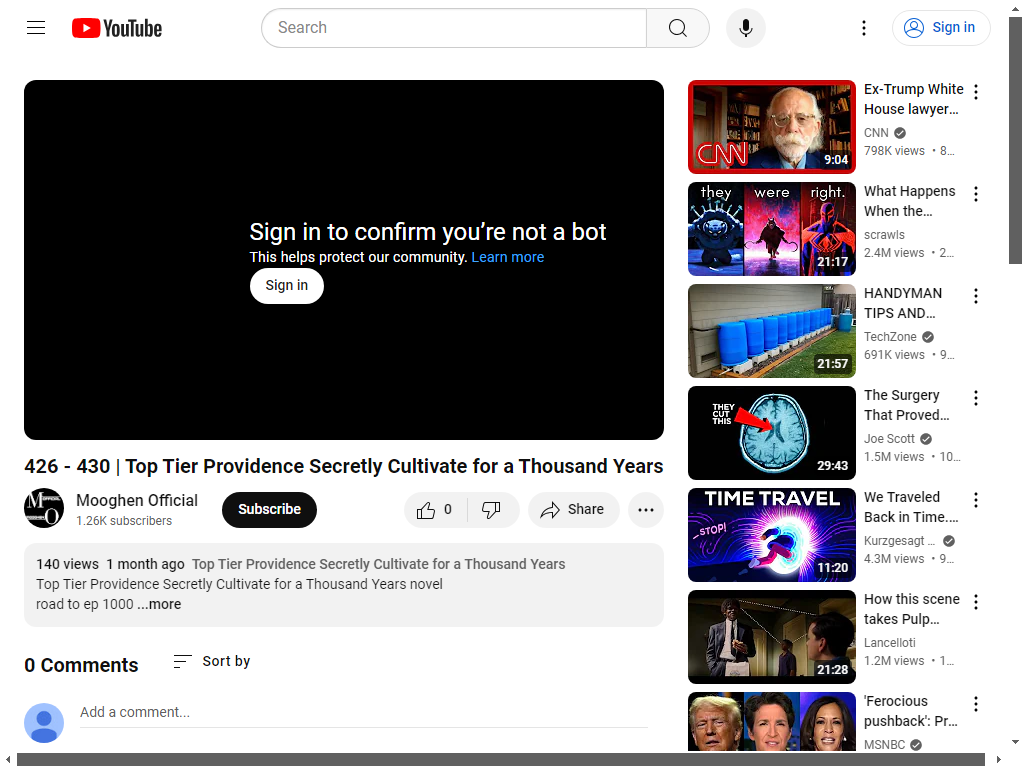 YouTube
Search
Sign in
Sign in to confirm you’re not a bot
This helps protect our community. Learn more
Sign in
426 - 430 | Top Tier Providence Secretly Cultivate for a Thousand Years
Mooghen Official
1.26K subscribers
Subscribe
0
Share
140 views 1 month ago Top Tier Providence Secretly Cultivate for a Thousand Years
Top Tier Providence Secretly Cultivate for a Thousand Years novel
road to ep 1000 ...more
0 Comments
Sort by
Add a comment...
CNN
9:04
Ex-Trump White
House lawyer…
CNN
798K views • 8…
they were right.
21:17
What Happens
When the…
scrawls
2.4M views • 2…
21:57
HANDYMAN
TIPS AND…
TechZone
691K views • 9…
THEY
CUT
THIS
29:43
The Surgery
That Proved…
Joe Scott
1.5M views • 10…
TIME TRAVEL
STOP!
11:20
We Traveled
Back in Time.…
Kurzgesagt …
4.3M views • 9…
21:28
How this scene
takes Pulp…
Lancelloti
1.2M views • 1…
'Ferocious
pushback': Pr…
MSNBC